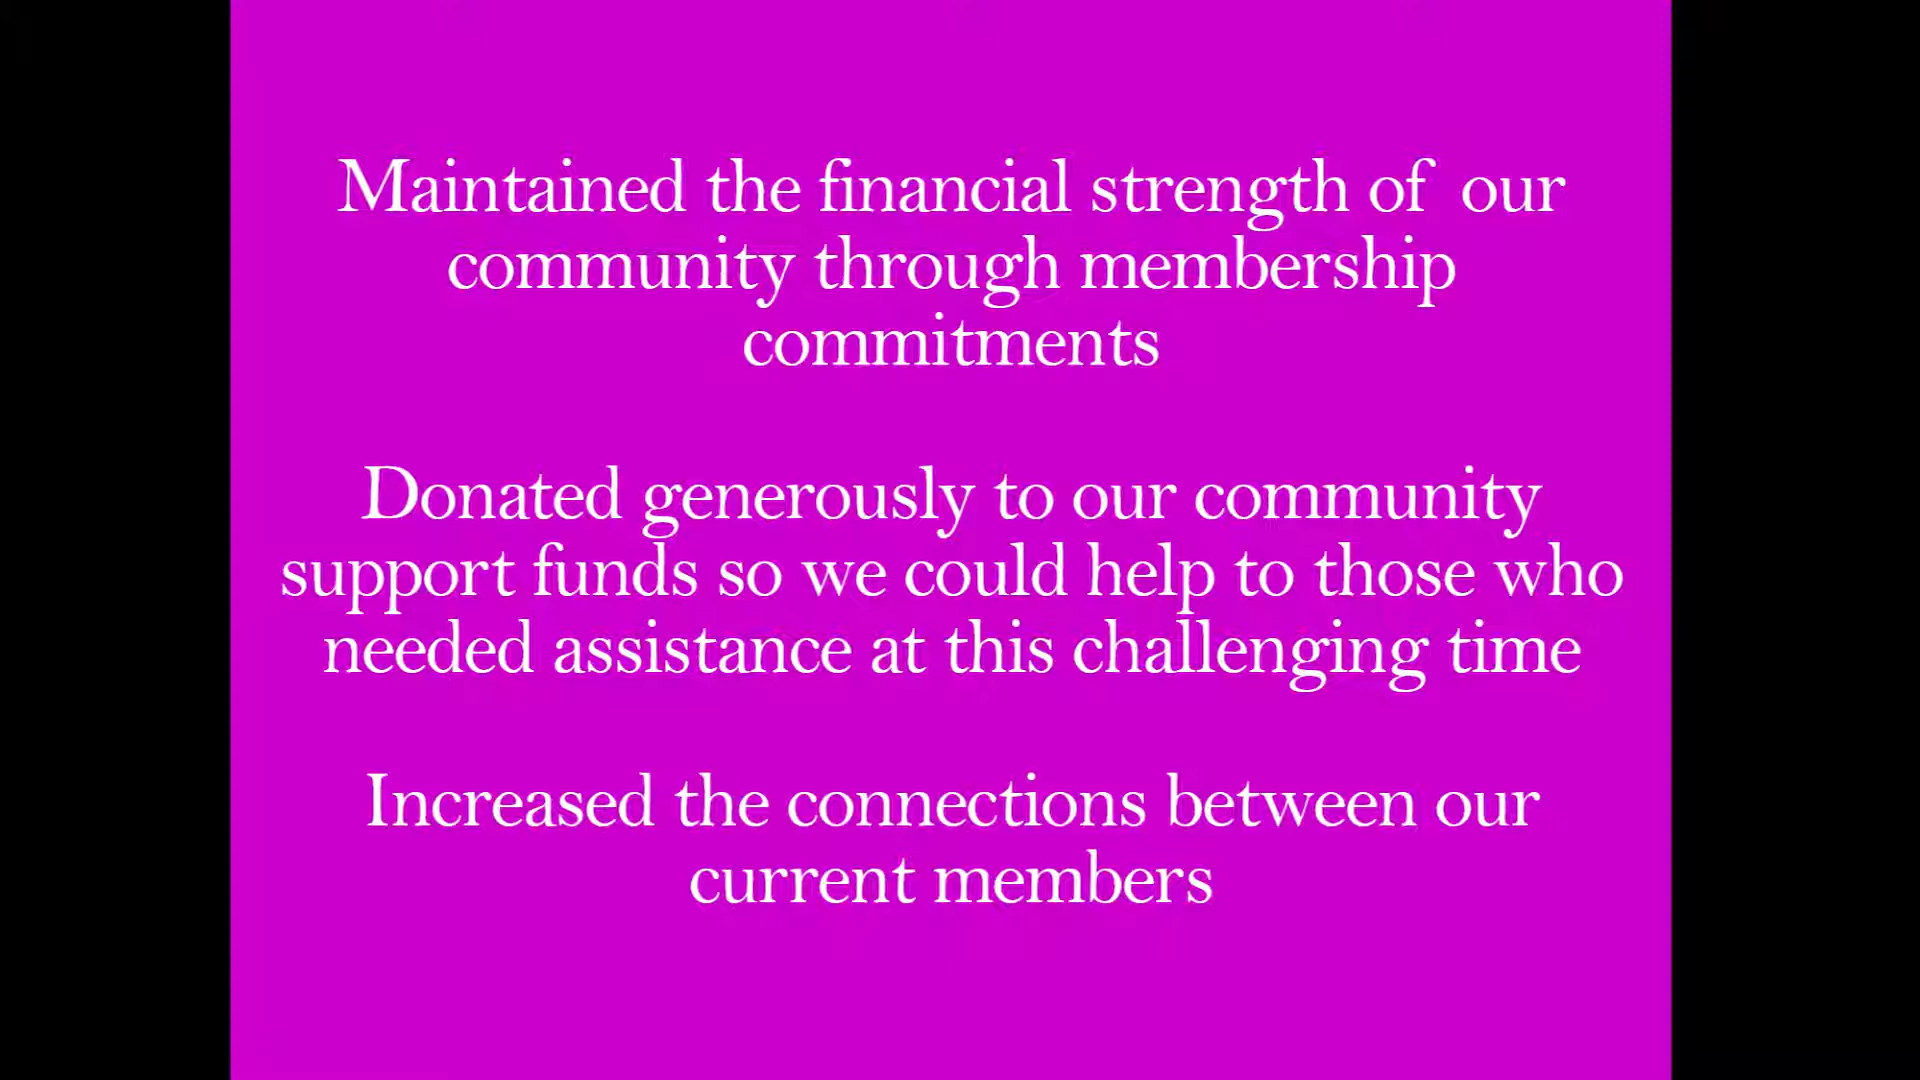 Maintained the financial strength of our
community through membership
commitments
Donated generously to our community
support funds so we could help to those who
needed assistance at this challenging time
Increased the connections between our
current members